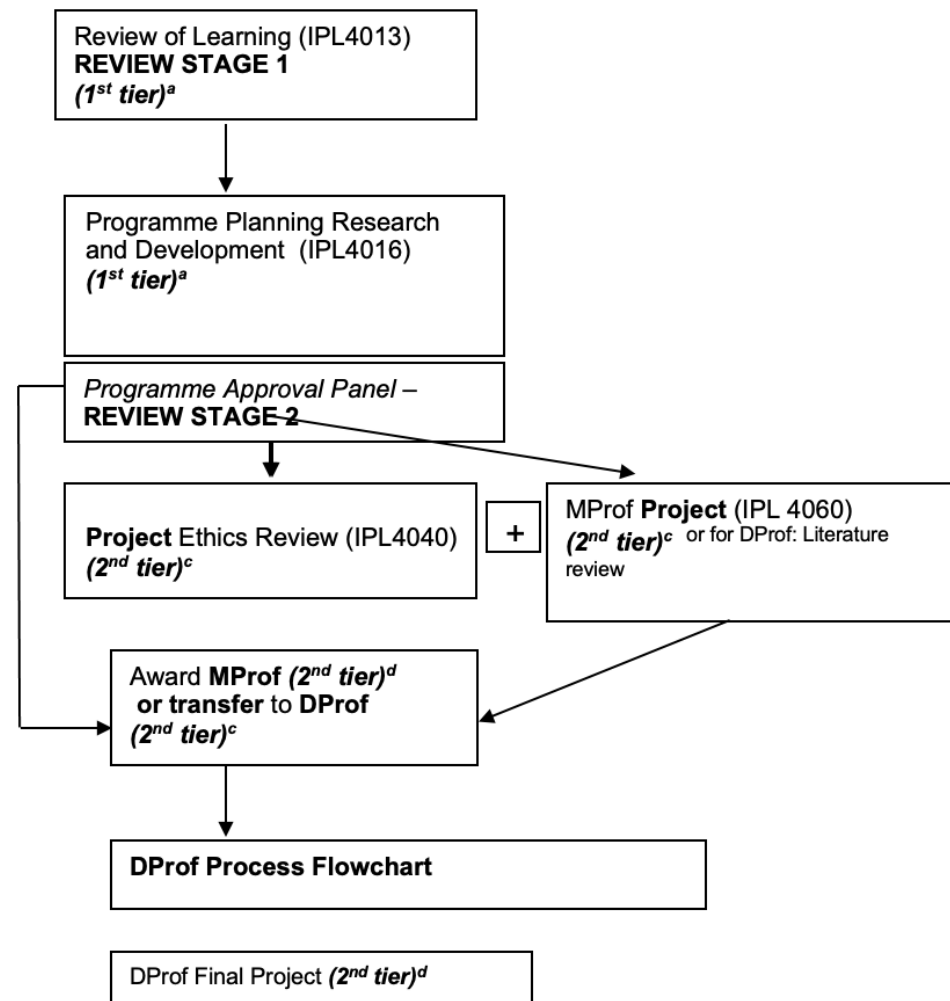 Review of Learning (IPL4013)
REVIEW STAGE 1
(1st tier)a
Programme Planning Research
and Development  (IPL4016)
(1st tier)a
Programme Approval Panel –
REVIEW STAGE 2
Project Ethics Review (IPL4040)
(2nd tier)c
+
MProf Project (IPL 4060)
(2nd tier)c or for DProf: Literature
review
Award MProf (2nd tier)d
or transfer to DProf
(2nd tier)c
DProf Process Flowchart
DProf Final Project (2nd tier)d